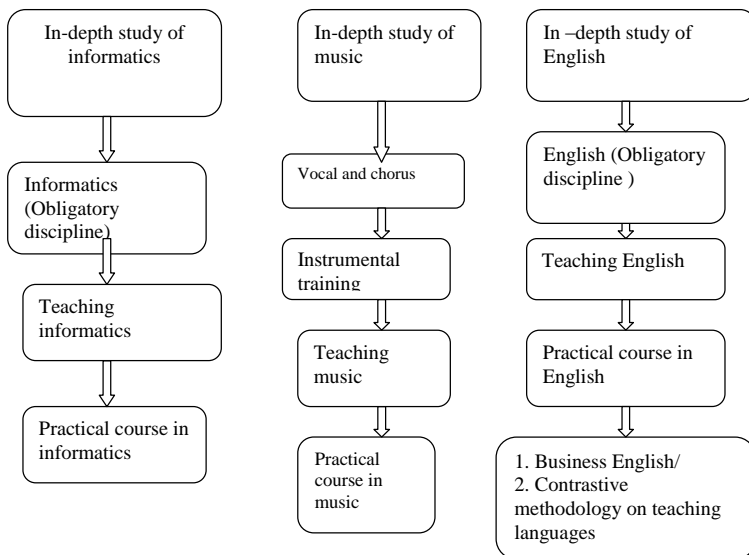 In-depth study of
informatics
Informatics
(Obligatory
discipline)
Teaching
informatics
Practical course in
informatics
In-depth study of
music
Vocal and chorus
Instrumental
training
Teaching
music
Practical
course in
music
In –depth study of
English
English (Obligatory
discipline )
Teaching English
Practical course in
English
1. Business English/
2. Contrastive
methodology on teaching
languages